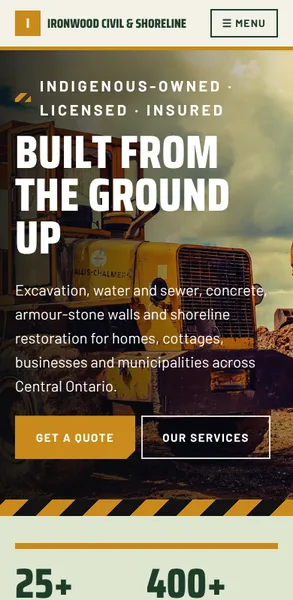 I IRONWOOD CIVIL & SHORELINE ☰ MENU
INDIGENOUS-OWNED ·
LICENSED · INSURED
BUILT FROM
THE GROUND
UP
ALLIS-CHALMERS
Excavation, water and sewer, concrete,
armour-stone walls and shoreline
restoration for homes, cottages,
businesses and municipalities across
Central Ontario.
GET A QUOTE OUR SERVICES
25+ 400+